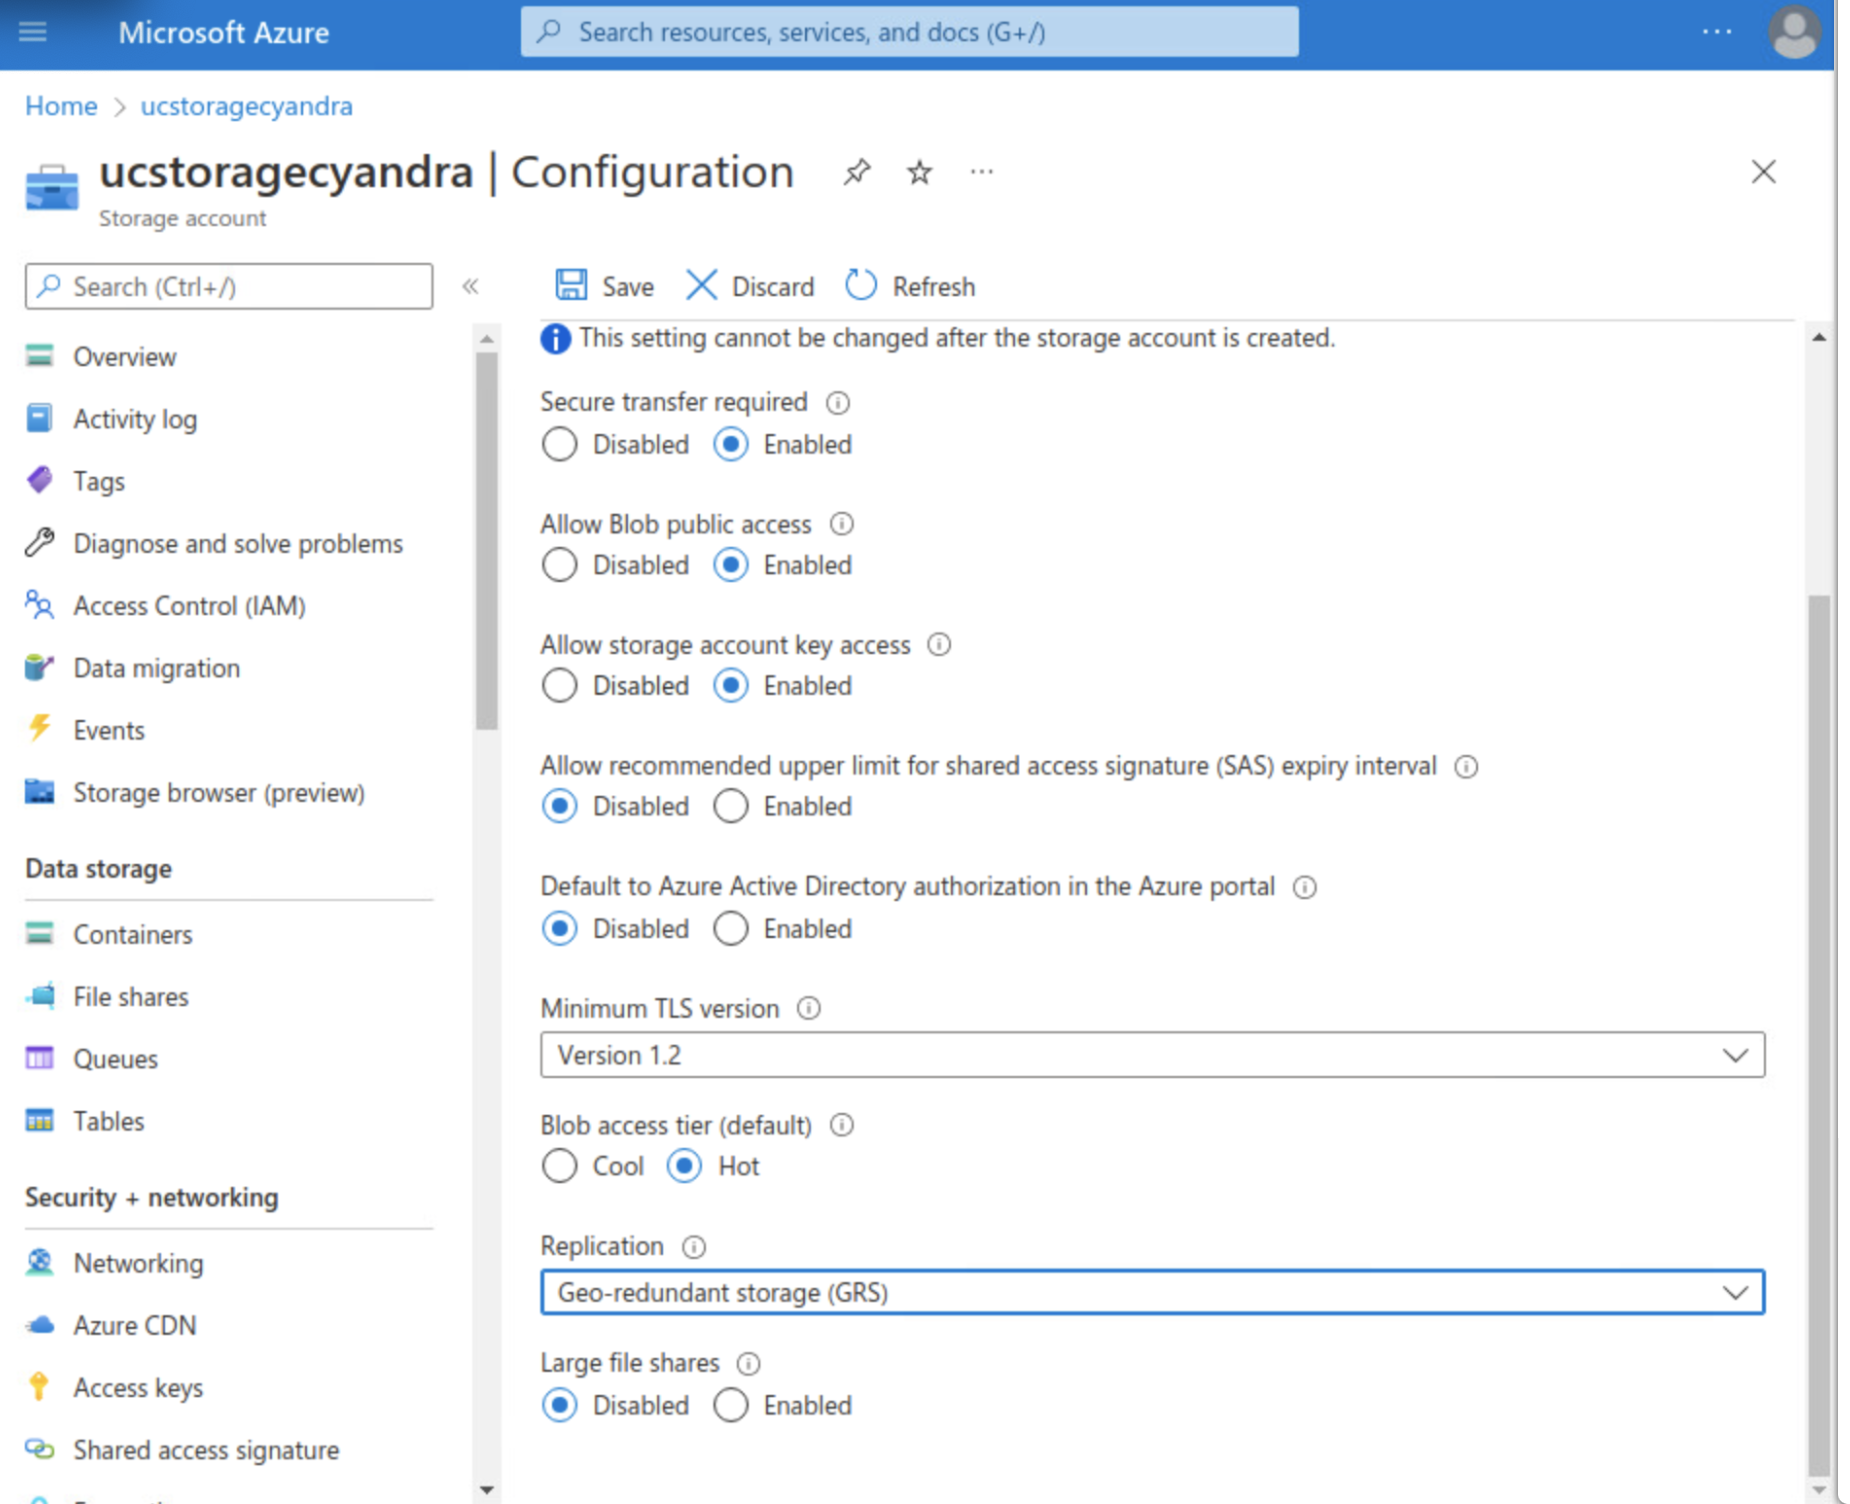 Microsoft Azure
Search resources, services, and docs (G+/)
Home > ucstoragecyandra
ucstoragecyandra | Configuration
Storage account
Search (Ctrl+/)
Overview
Activity log
Tags
Diagnose and solve problems
Access Control (IAM)
Data migration
Events
Storage browser (preview)
Data storage
Containers
File shares
Queues
Tables
Security + networking
Networking
Azure CDN
Access keys
Shared access signature
Save Discard Refresh
This setting cannot be changed after the storage account is created.
Secure transfer required
Disabled Enabled
Allow Blob public access
Disabled Enabled
Allow storage account key access
Disabled Enabled
Allow recommended upper limit for shared access signature (SAS) expiry interval
Disabled Enabled
Default to Azure Active Directory authorization in the Azure portal
Disabled Enabled
Minimum TLS version
Version 1.2
Blob access tier (default)
Cool Hot
Replication
Geo-redundant storage (GRS)
Large file shares
Disabled Enabled